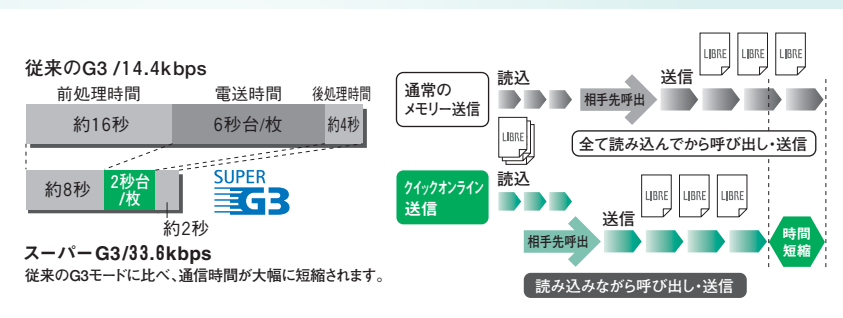 従来のG3 /14.4kbps
前処理時間
電送時間
後処理時間
約16秒
6秒台/枚
約4秒
約8秒
2秒台
/枚
約2秒
SUPER
G3
スーパーG3/33.6kbps
従来のG3モードに比べ、通信時間が大幅に短縮されます。
通常の
メモリー送信
読込
相手先呼出
送信
LIBRE
LIBRE
LIBRE
LIBRE
全て読み込んでから呼び出し・送信
クイックオンライン
送信
読込
相手先呼出
送信
LIBRE
LIBRE
LIBRE
時間
短縮
読み込みながら呼び出し・送信